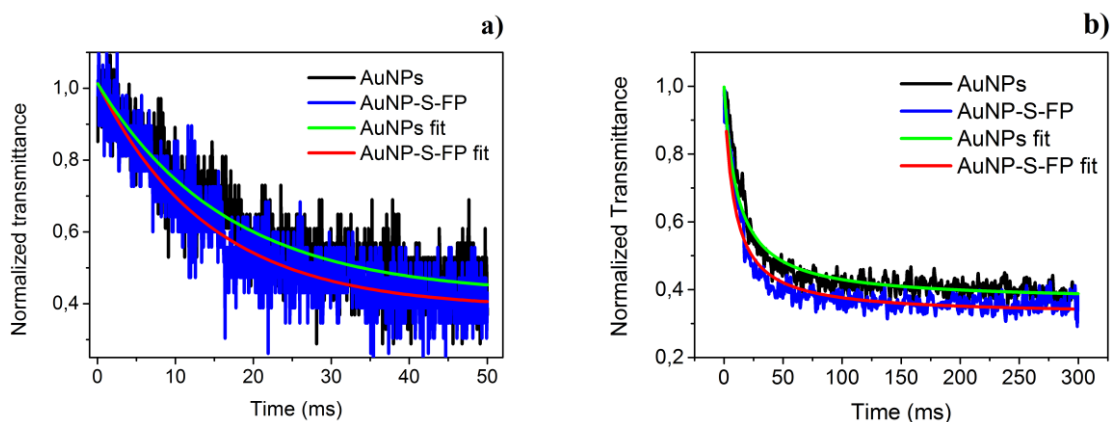 a)
Normalized transmittance
1,0
0,8
0,6
0,4
AuNPs
AuNP-S-FP
AuNPs fit
AuNP-S-FP fit
0 10 20 30 40 50
Time (ms)
b)
Normalized Transmittance
1,0
0,8
0,6
0,4
0,2
AuNPs
AuNP-S-FP
AuNPs fit
AuNP-S-FP fit
0 50 100 150 200 250 300
Time (ms)